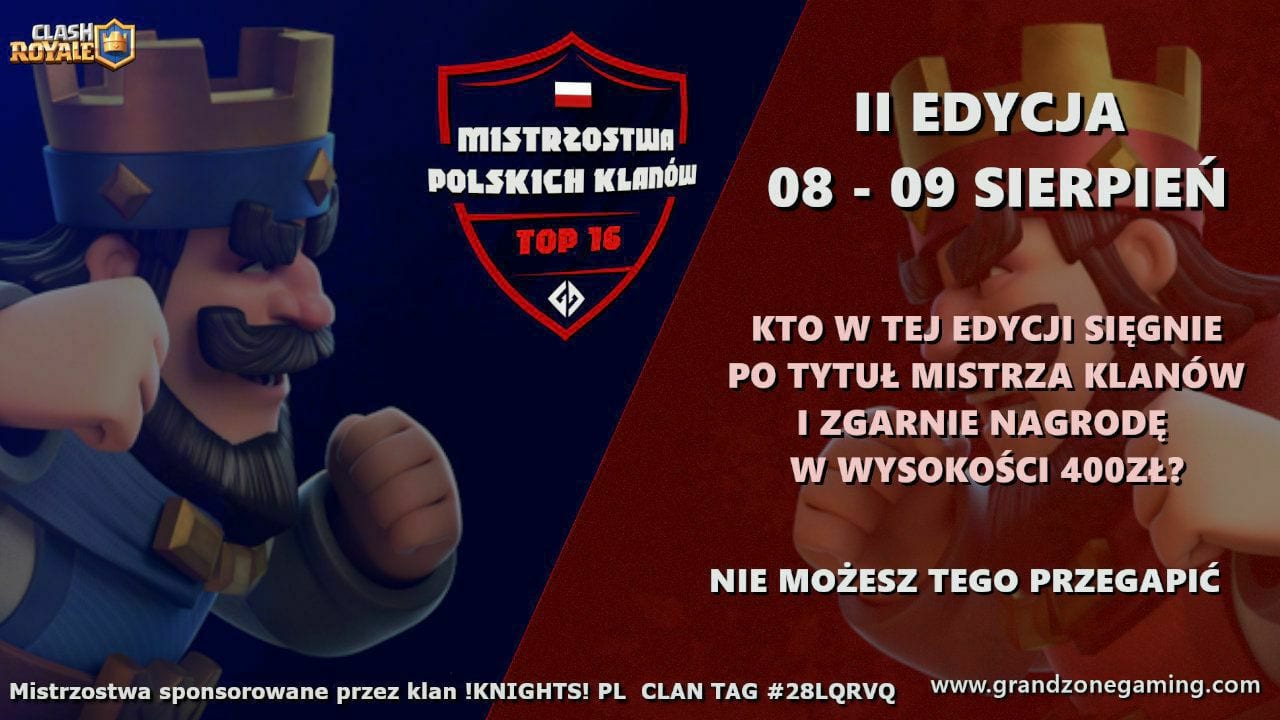 CLASH
ROYALE
MISTRZOSTWA
POLSKICH KLANÓW
TOP 16
II EDYCJA
08 - 09 SIERPIEŃ
KTO W TEJ EDYCJI SIĘGNIE
PO TYTUŁ MISTRZA KLANÓW
I ZGARNIE NAGRODĘ
W WYSOKOŚCI 400ZŁ?
NIE MOŻESZ TEGO PRZEGAPIĆ
Mistrzostwa sponsorowane przez klan !KNIGHTS! PL CLAN TAG #28LQRVQ
www.grandzonegaming.com